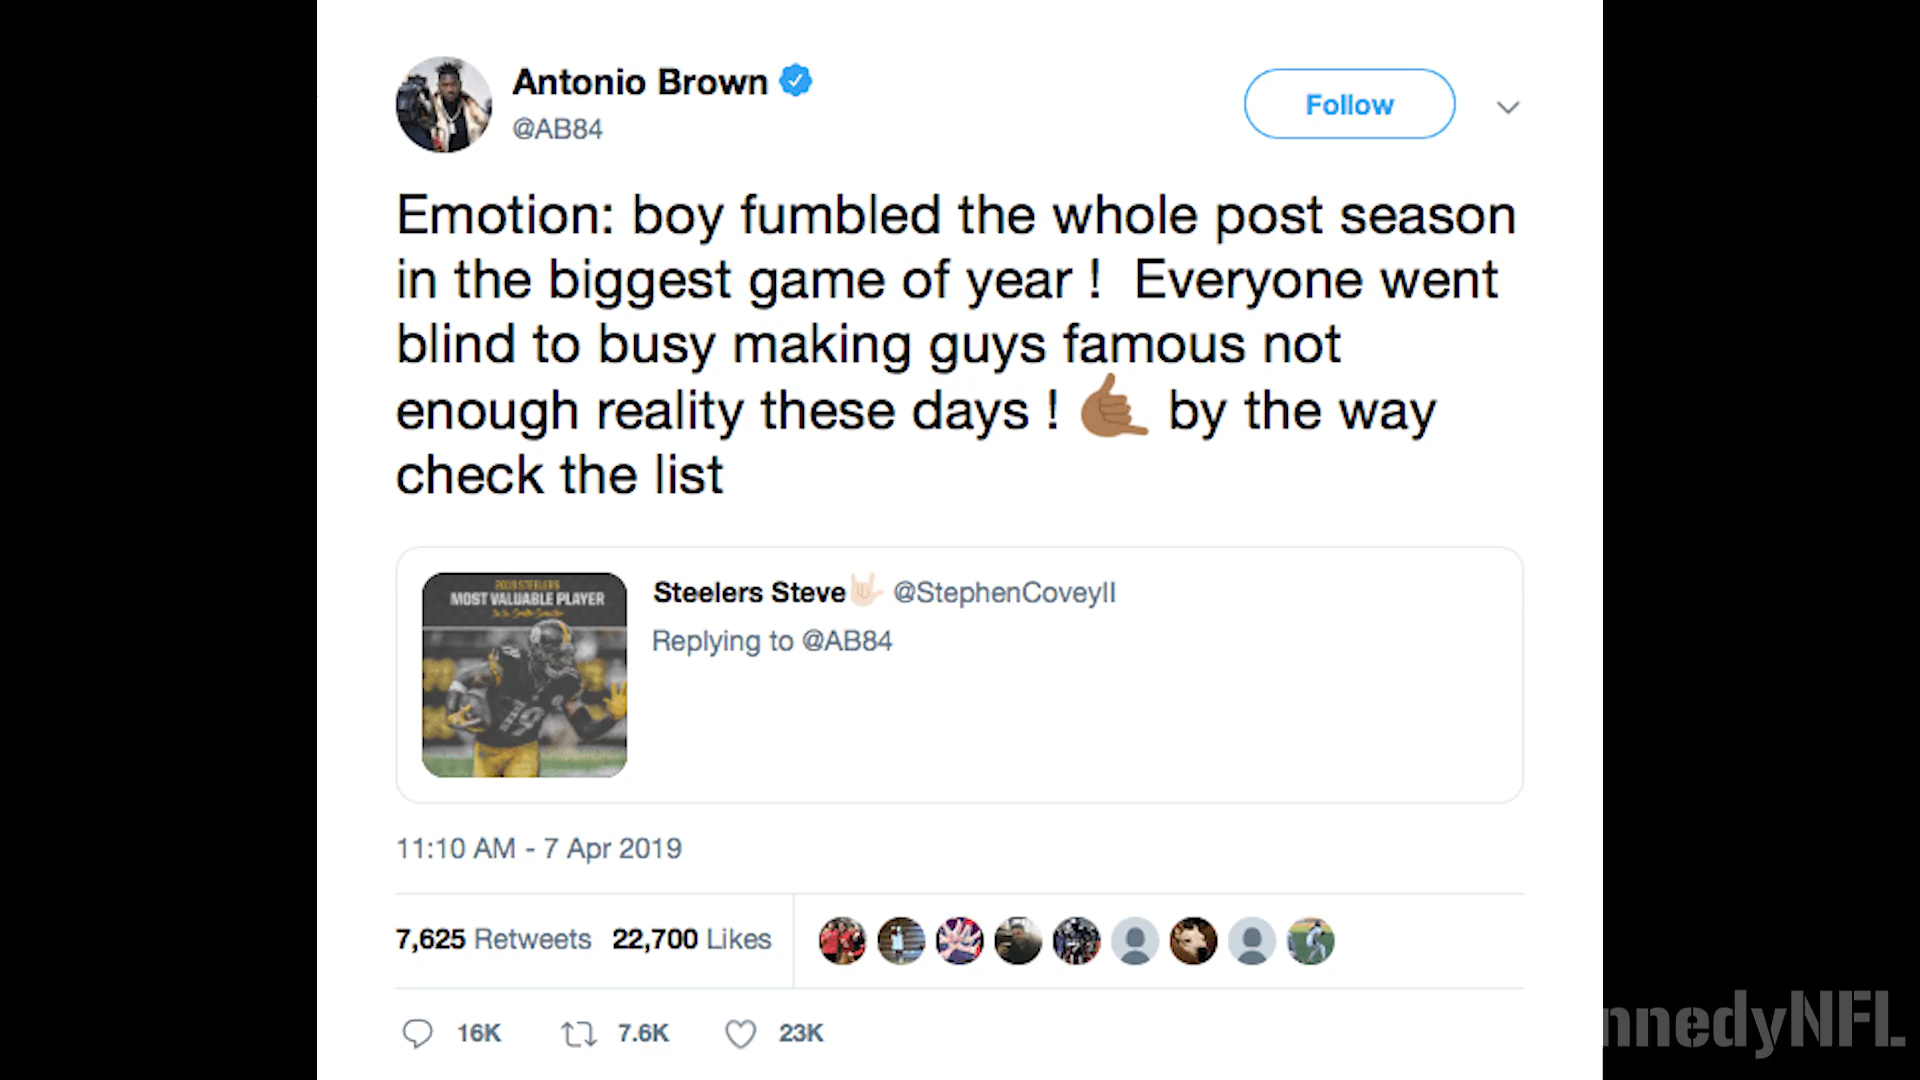 Antonio Brown
@AB84
Follow
Emotion: boy fumbled the whole post season
in the biggest game of year !  Everyone went
blind to busy making guys famous not
enough reality these days ! 🤙🏾 by the way
check the list
2018 STEELERS
MOST VALUABLE PLAYER
Steelers Steve🤟🏻 @StephenCoveyII
Replying to @AB84
11:10 AM - 7 Apr 2019
7,625 Retweets 22,700 Likes
16K 7.6K 23K
nnedyNFL